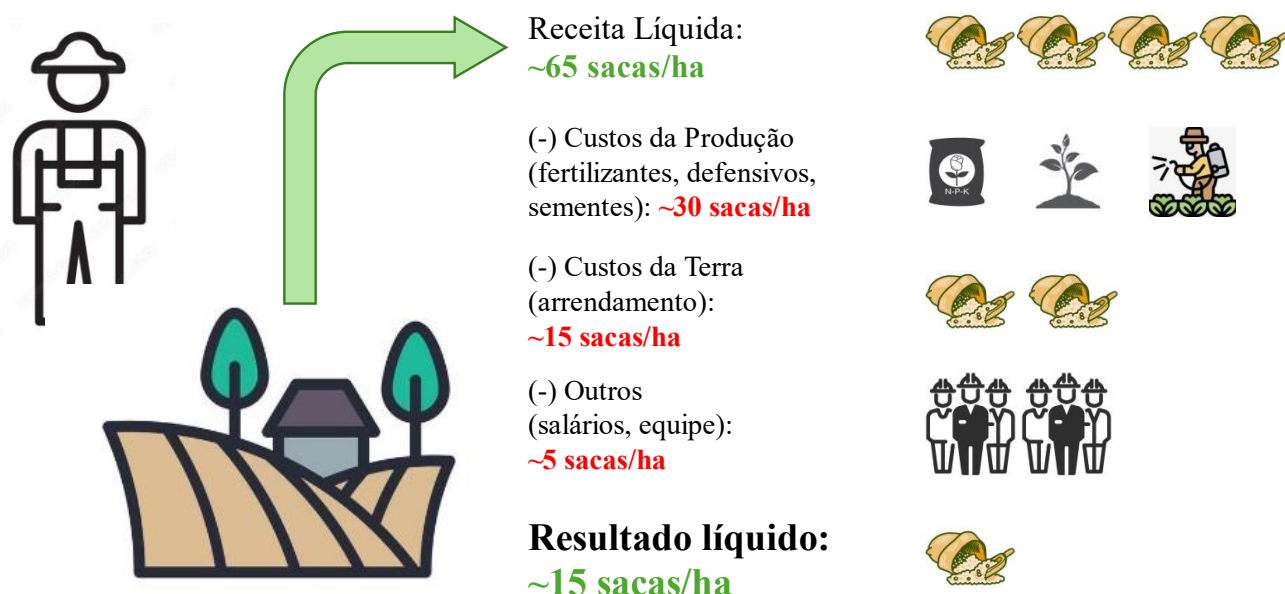 Receita Líquida:
~65 sacas/ha
(-) Custos da Produção
(fertilizantes, defensivos,
sementes): ~30 sacas/ha
N-P-K
(-) Custos da Terra
(arrendamento):
~15 sacas/ha
(-) Outros
(salários, equipe):
~5 sacas/ha
Resultado líquido:
~15 sacas/ha